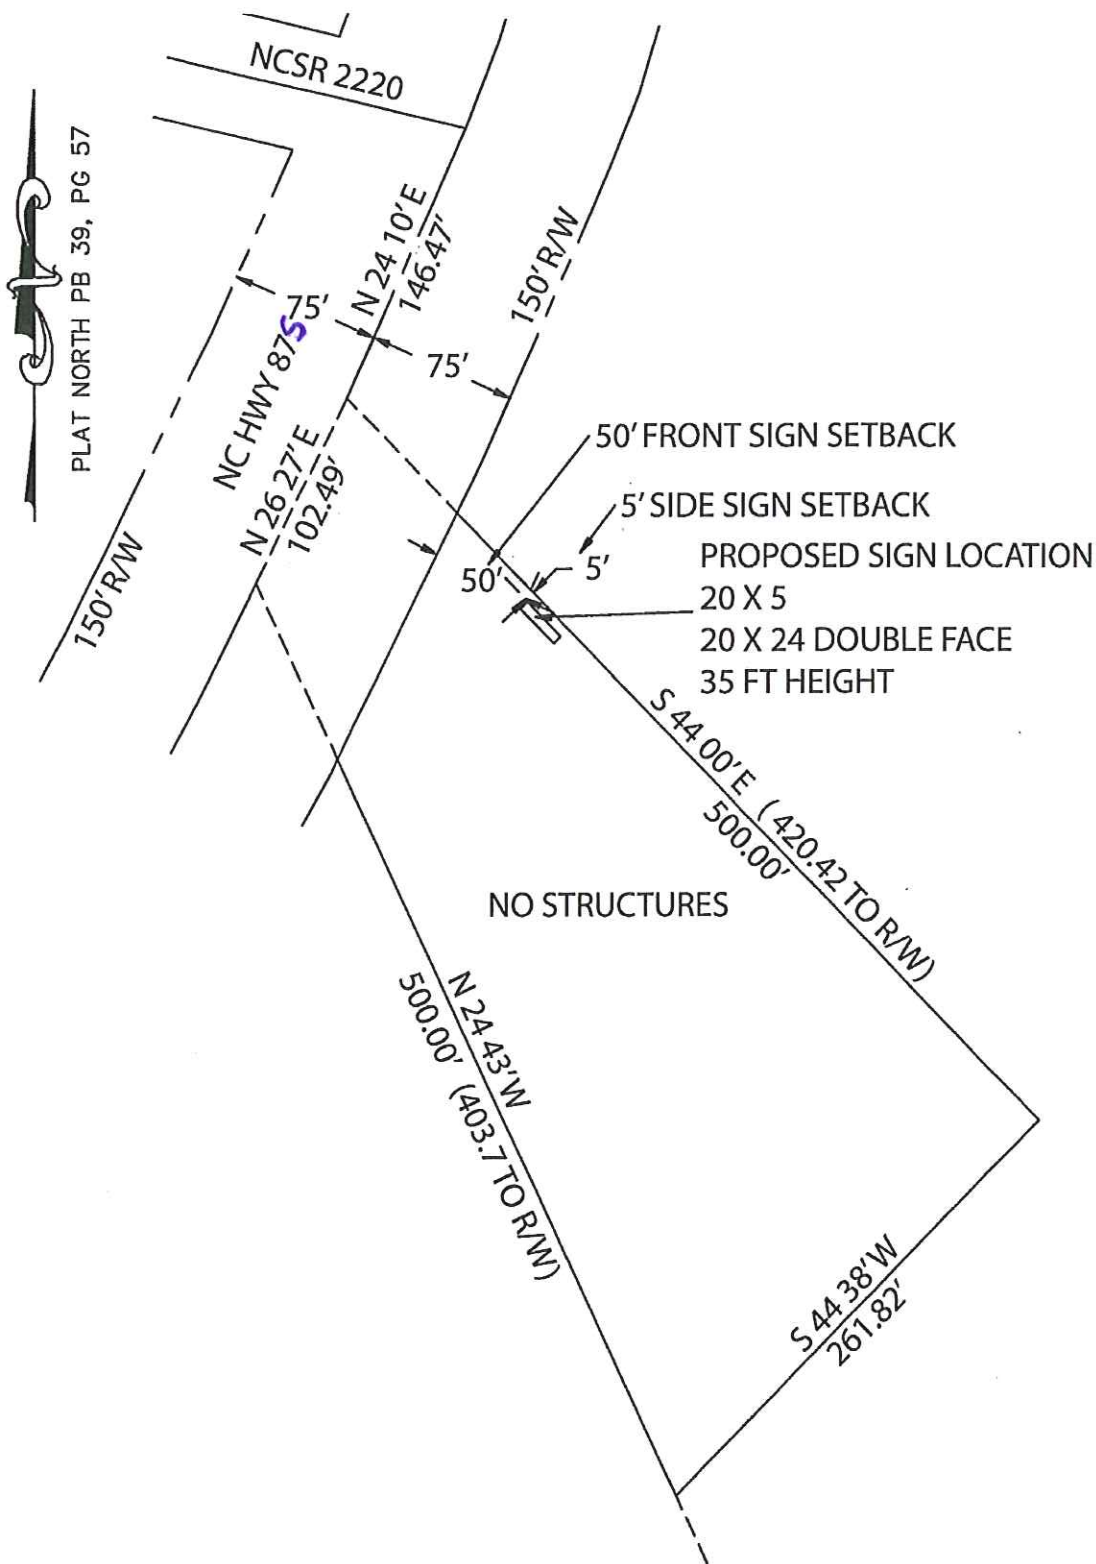 NCSR 2220
PLAT NORTH PB 39, PG 57
N 24 10'E
146.47'
150'R/W
75'
NC HWY 87S
75'
N 26 27'E
102.49'
50' FRONT SIGN SETBACK
5' SIDE SIGN SETBACK
150'R/W
50'
5'
PROPOSED SIGN LOCATION
20 X 5
20 X 24 DOUBLE FACE
35 FT HEIGHT
S 44 00'E (420.42 TO R/W)
500.00'
NO STRUCTURES
N 24 43'W
500.00' (403.7 TO R/W)
S 44 38'W
261.82'